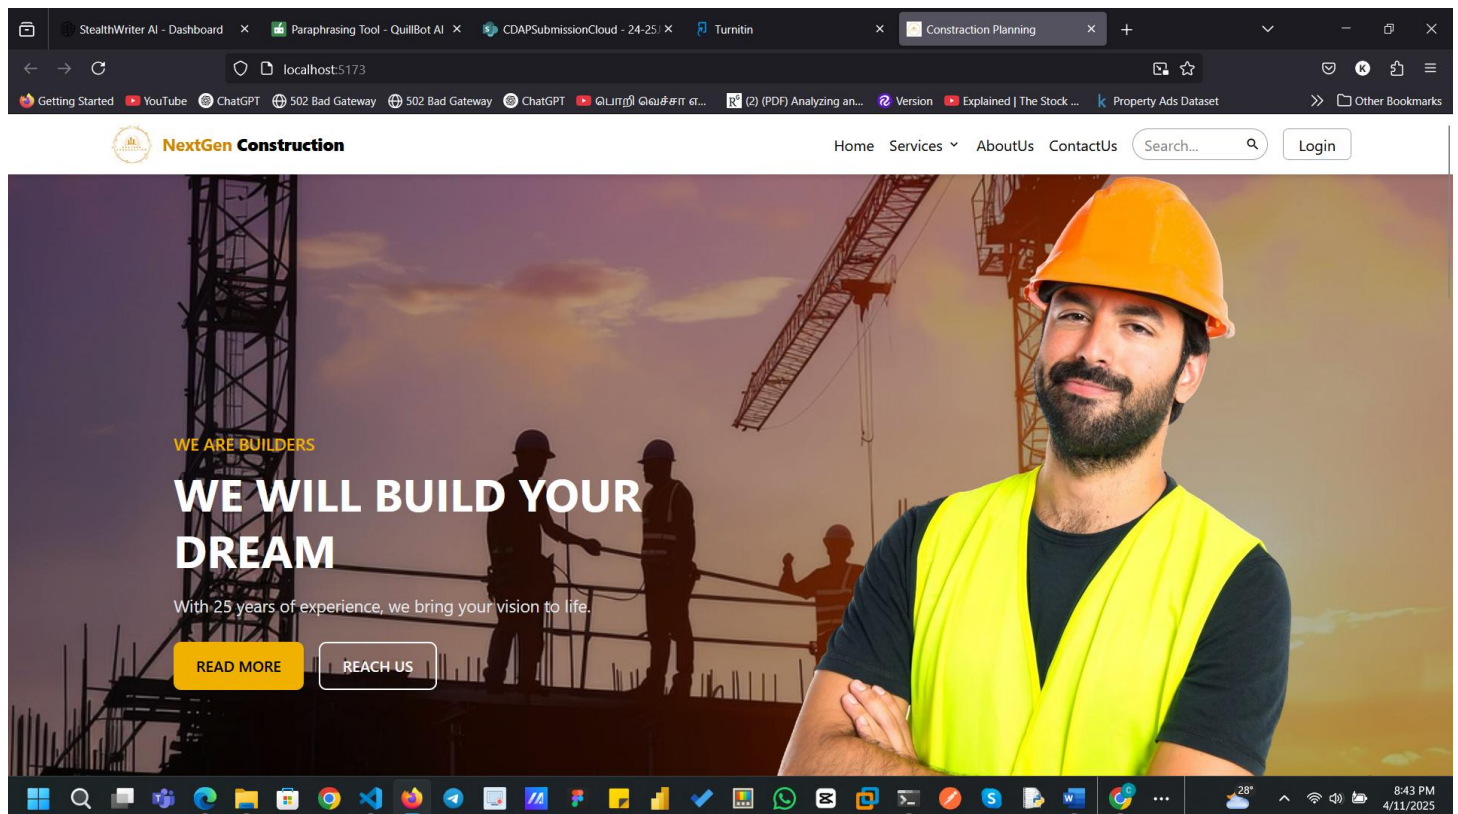 StealthWriter AI - Dashboard
Paraphrasing Tool - QuillBot AI
CDAPSubmissionCloud - 24-25J
Turnitin
Constraction Planning
localhost:5173
K
Getting Started
YouTube
ChatGPT
502 Bad Gateway
502 Bad Gateway
ChatGPT
பொறி வெச்சா எ...
R⁶ (2) (PDF) Analyzing an...
Version
Explained | The Stock ...
Property Ads Dataset
Other Bookmarks
NextGen Construction
Home
Services
AboutUs
ContactUs
Search...
Login
WE ARE BUILDERS
WE WILL BUILD YOUR
DREAM
With 25 years of experience, we bring your vision to life.
READ MORE
REACH US
28°
8:43 PM
4/11/2025